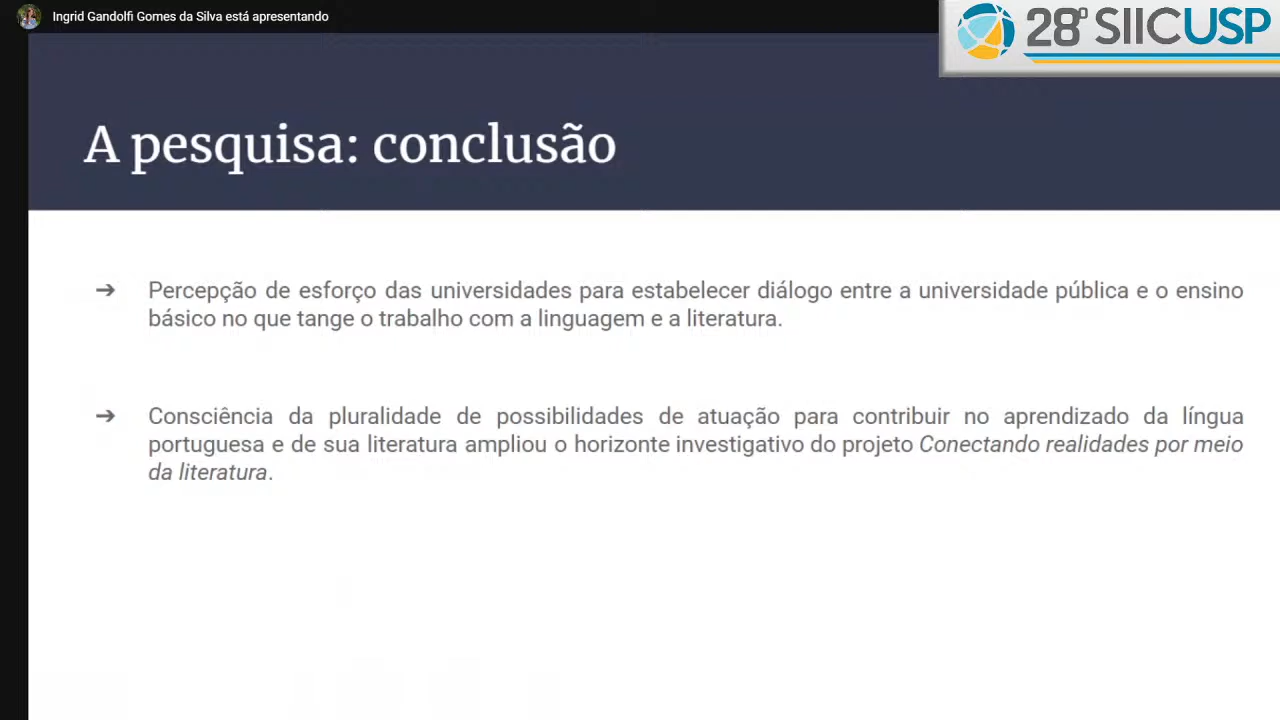 Ingrid Gandolfi Gomes da Silva está apresentando
28º SIICUSP
A pesquisa: conclusão
➔ Percepção de esforço das universidades para estabelecer diálogo entre a universidade pública e o ensino
básico no que tange o trabalho com a linguagem e a literatura.
➔ Consciência da pluralidade de possibilidades de atuação para contribuir no aprendizado da língua
portuguesa e de sua literatura ampliou o horizonte investigativo do projeto Conectando realidades por meio
da literatura.